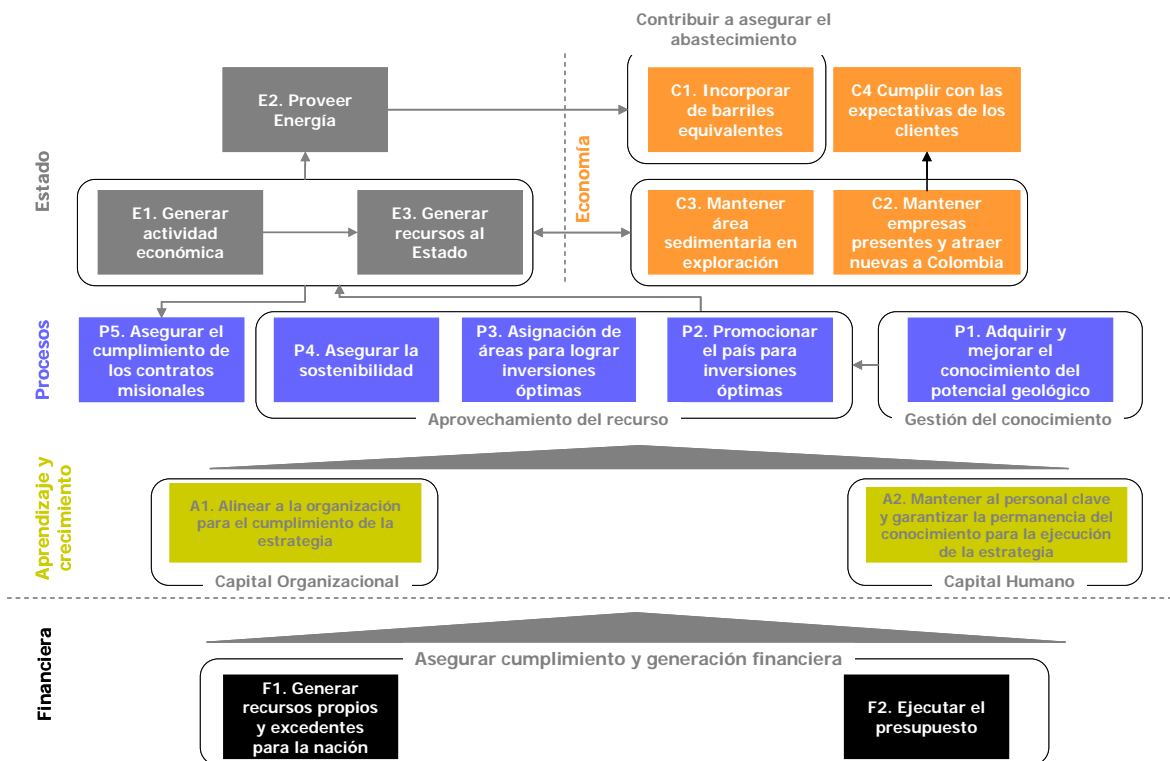 Contribuir a asegurar el
abastecimiento
Estado
E2. Proveer
Energía
Economía
C1. Incorporar
de barriles
equivalentes
C4 Cumplir con las
expectativas de los
clientes
E1. Generar
actividad
económica
E3. Generar
recursos al
Estado
C3. Mantener
área
sedimentaria en
exploración
C2. Mantener
empresas
presentes y atraer
nuevas a Colombia
Procesos
P5. Asegurar el
cumplimiento de
los contratos
misionales
P4. Asegurar la
sostenibilidad
P3. Asignación de
áreas para lograr
inversiones
óptimas
P2. Promocionar
el país para
inversiones
óptimas
P1. Adquirir y
mejorar el
conocimiento del
potencial geológico
Aprovechamiento del recurso
Gestión del conocimiento
Aprendizaje y
crecimiento
A1. Alinear a la organización
para el cumplimiento de la
estrategia
A2. Mantener al personal clave
y garantizar la permanencia del
conocimiento para la ejecución
de la estrategia
Capital Organizacional
Capital Humano
Financiera
Asegurar cumplimiento y generación financiera
F1. Generar
recursos propios
y excedentes
para la nación
F2. Ejecutar el
presupuesto